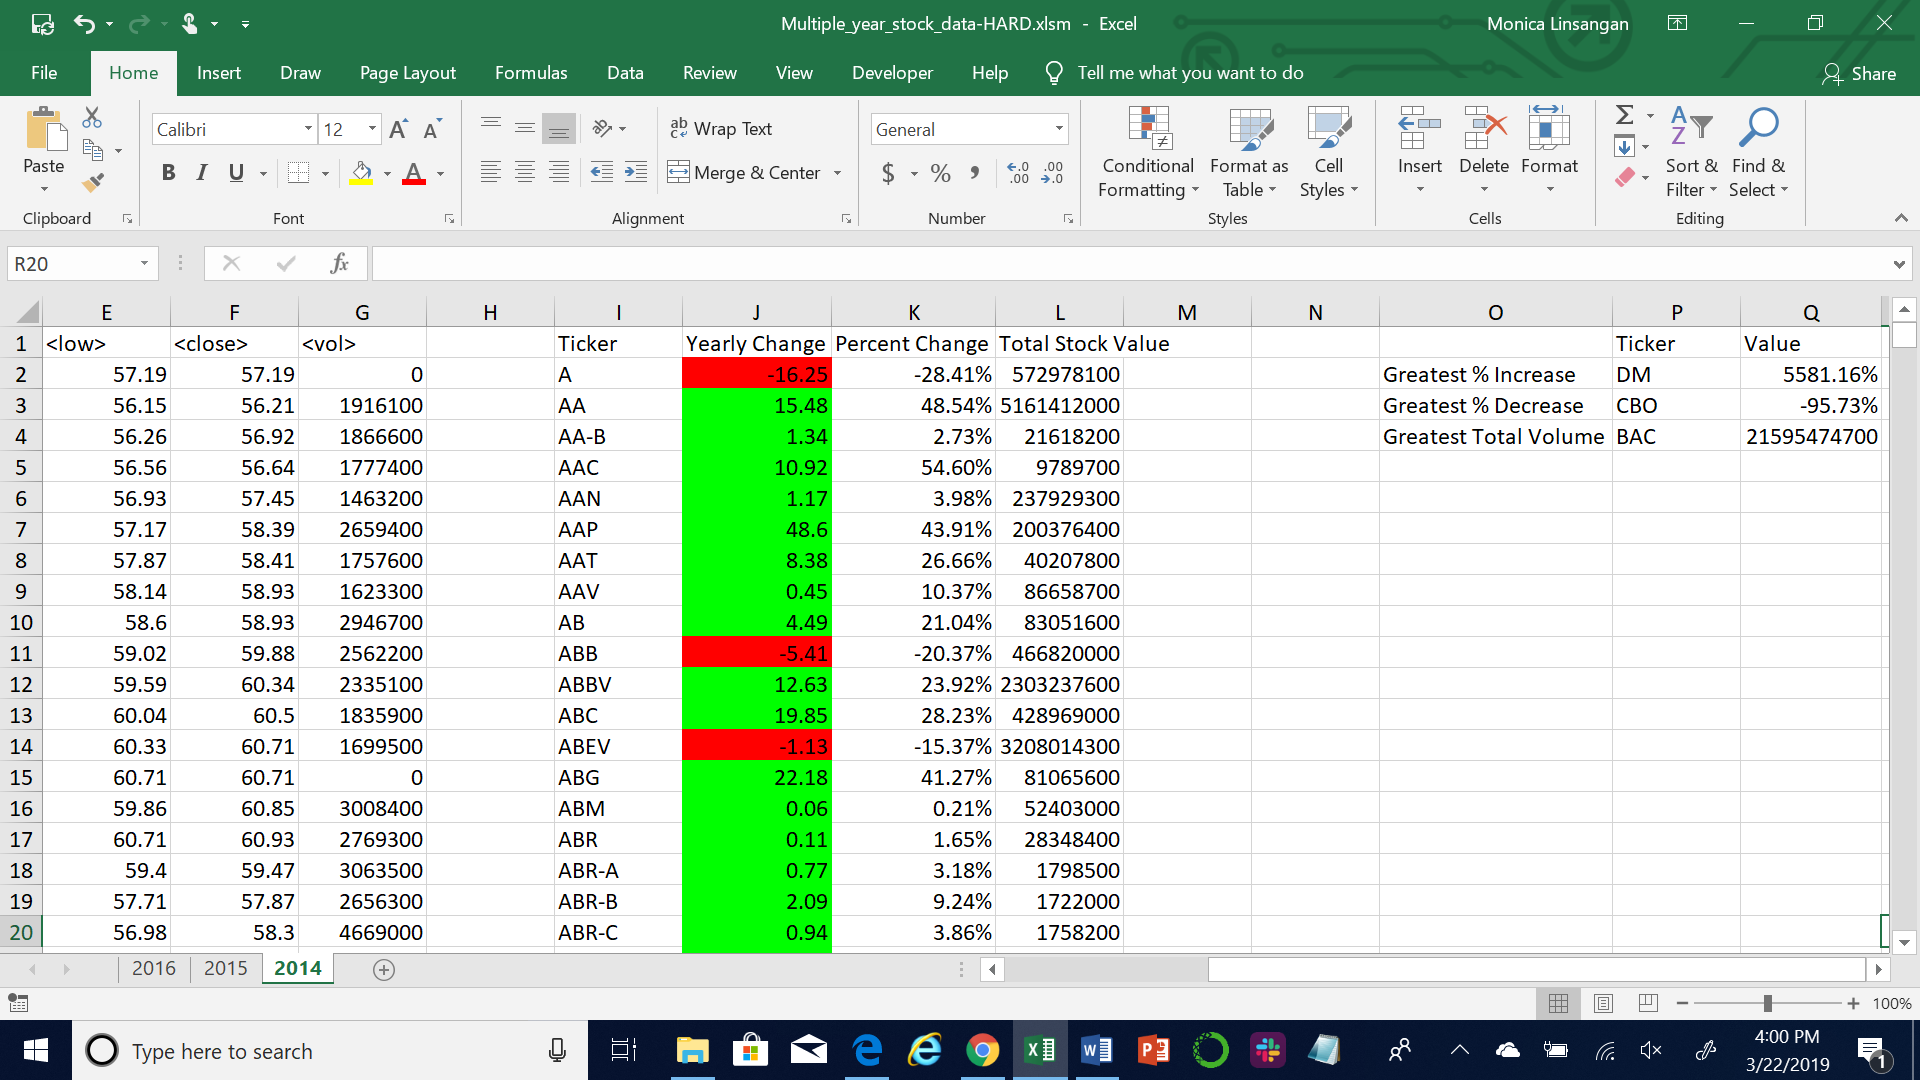 Multiple_year_stock_data-HARD.xlsm - Excel Monica Linsangan
File Home Insert Draw Page Layout Formulas Data Review View Developer Help Tell me what you want to do Share
Calibri 12 ab Wrap Text General
Paste B I U A Merge & Center $ % , Conditional Formatting Format as Table Cell Styles Insert Delete Format Sort & Filter Find & Select
Clipboard Font Alignment Number Styles Cells Editing
R20 fx
E F G H I J K L M N O P Q
1 <low> <close> <vol> Ticker Yearly Change Percent Change Total Stock Value Ticker Value
2 57.19 57.19 0 A -16.25 -28.41% 572978100 Greatest % Increase DM 5581.16%
3 56.15 56.21 1916100 AA 15.48 48.54% 5161412000 Greatest % Decrease CBO -95.73%
4 56.26 56.92 1866600 AA-B 1.34 2.73% 21618200 Greatest Total Volume BAC 21595474700
5 56.56 56.64 1777400 AAC 10.92 54.60% 9789700
6 56.93 57.45 1463200 AAN 1.17 3.98% 237929300
7 57.17 58.39 2659400 AAP 48.6 43.91% 200376400
8 57.87 58.41 1757600 AAT 8.38 26.66% 40207800
9 58.14 58.93 1623300 AAV 0.45 10.37% 86658700
10 58.6 58.93 2946700 AB 4.49 21.04% 83051600
11 59.02 59.88 2562200 ABB -5.41 -20.37% 466820000
12 59.59 60.34 2335100 ABBV 12.63 23.92% 2303237600
13 60.04 60.5 1835900 ABC 19.85 28.23% 428969000
14 60.33 60.71 1699500 ABEV -1.13 -15.37% 3208014300
15 60.71 60.71 0 ABG 22.18 41.27% 81065600
16 59.86 60.85 3008400 ABM 0.06 0.21% 52403000
17 60.71 60.93 2769300 ABR 0.11 1.65% 28348400
18 59.4 59.47 3063500 ABR-A 0.77 3.18% 1798500
19 57.71 57.87 2656300 ABR-B 2.09 9.24% 1722000
20 56.98 58.3 4669000 ABR-C 0.94 3.86% 1758200
2016 2015 2014
100%
Type here to search 4:00 PM
3/22/2019 1